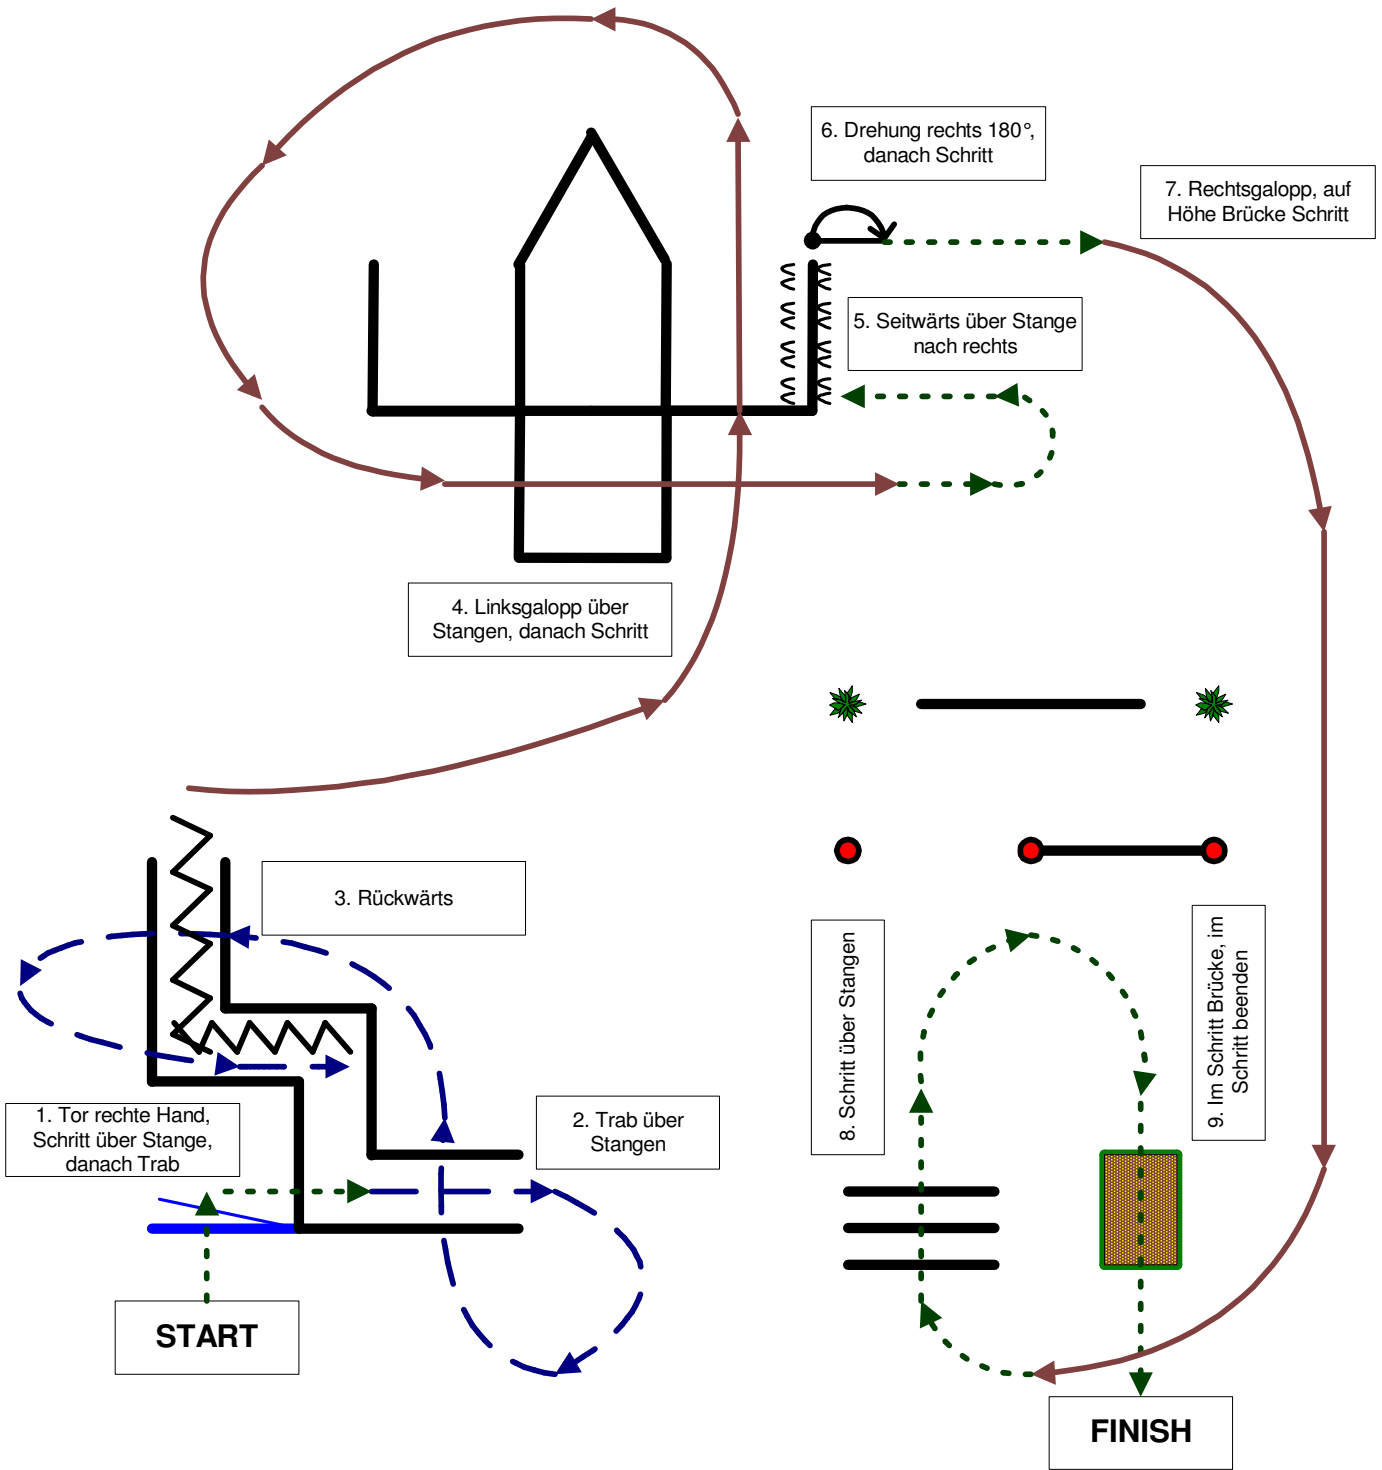 6. Drehung rechts 180°,
danach Schritt
7. Rechtsgalopp, auf
Höhe Brücke Schritt
5. Seitwärts über Stange
nach rechts
4. Linksgalopp über
Stangen, danach Schritt
3. Rückwärts
8. Schritt über Stangen
9. Im Schritt Brücke, im
Schritt beenden
1. Tor rechte Hand,
Schritt über Stange,
danach Trab
2. Trab über
Stangen
START
FINISH